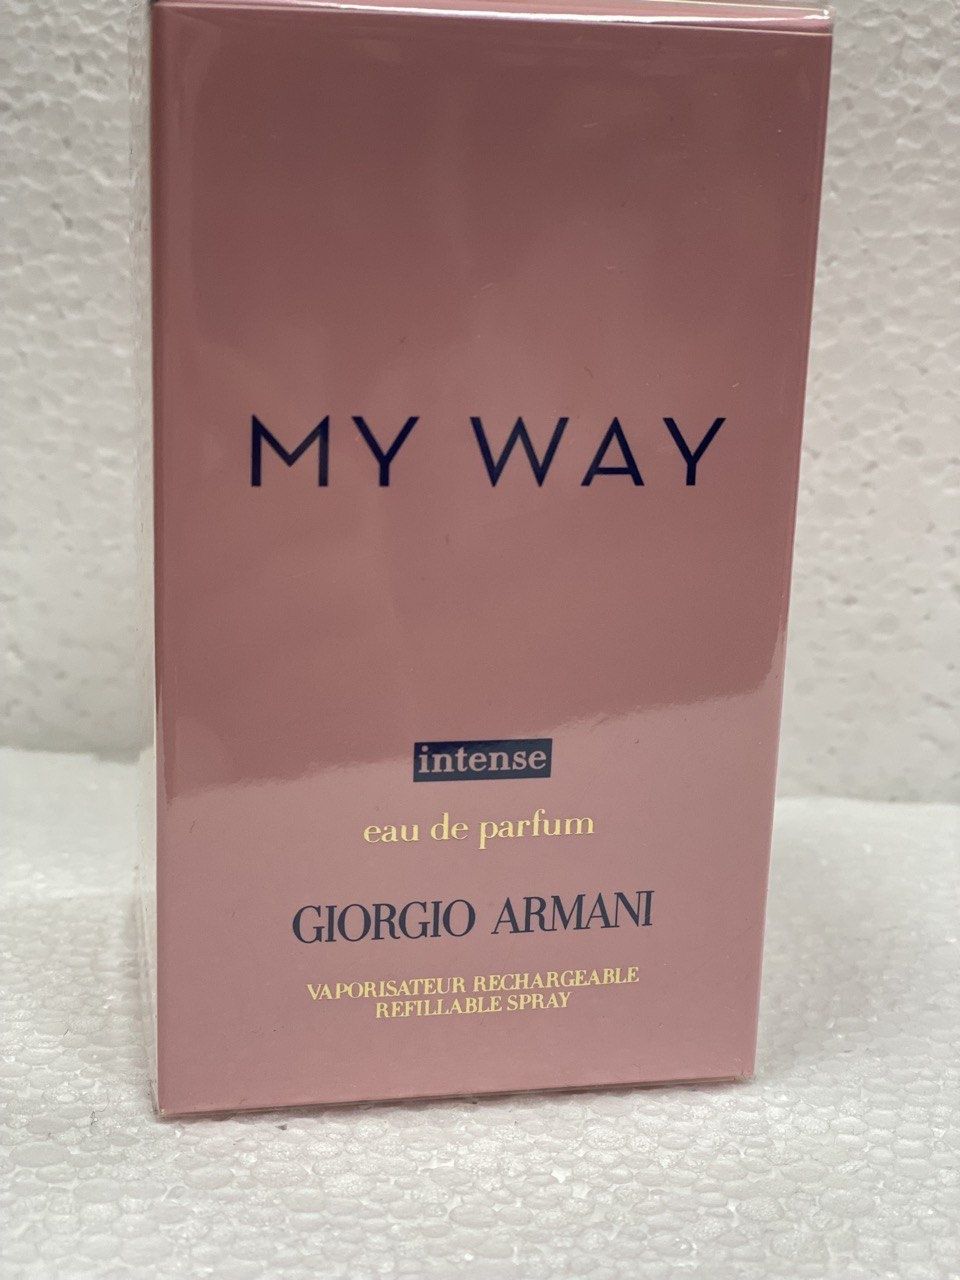 MY WAY
intense
eau de parfum
GIORGIO ARMANI
VAPORISATEUR RECHARGEABLE
REFILLABLE SPRAY